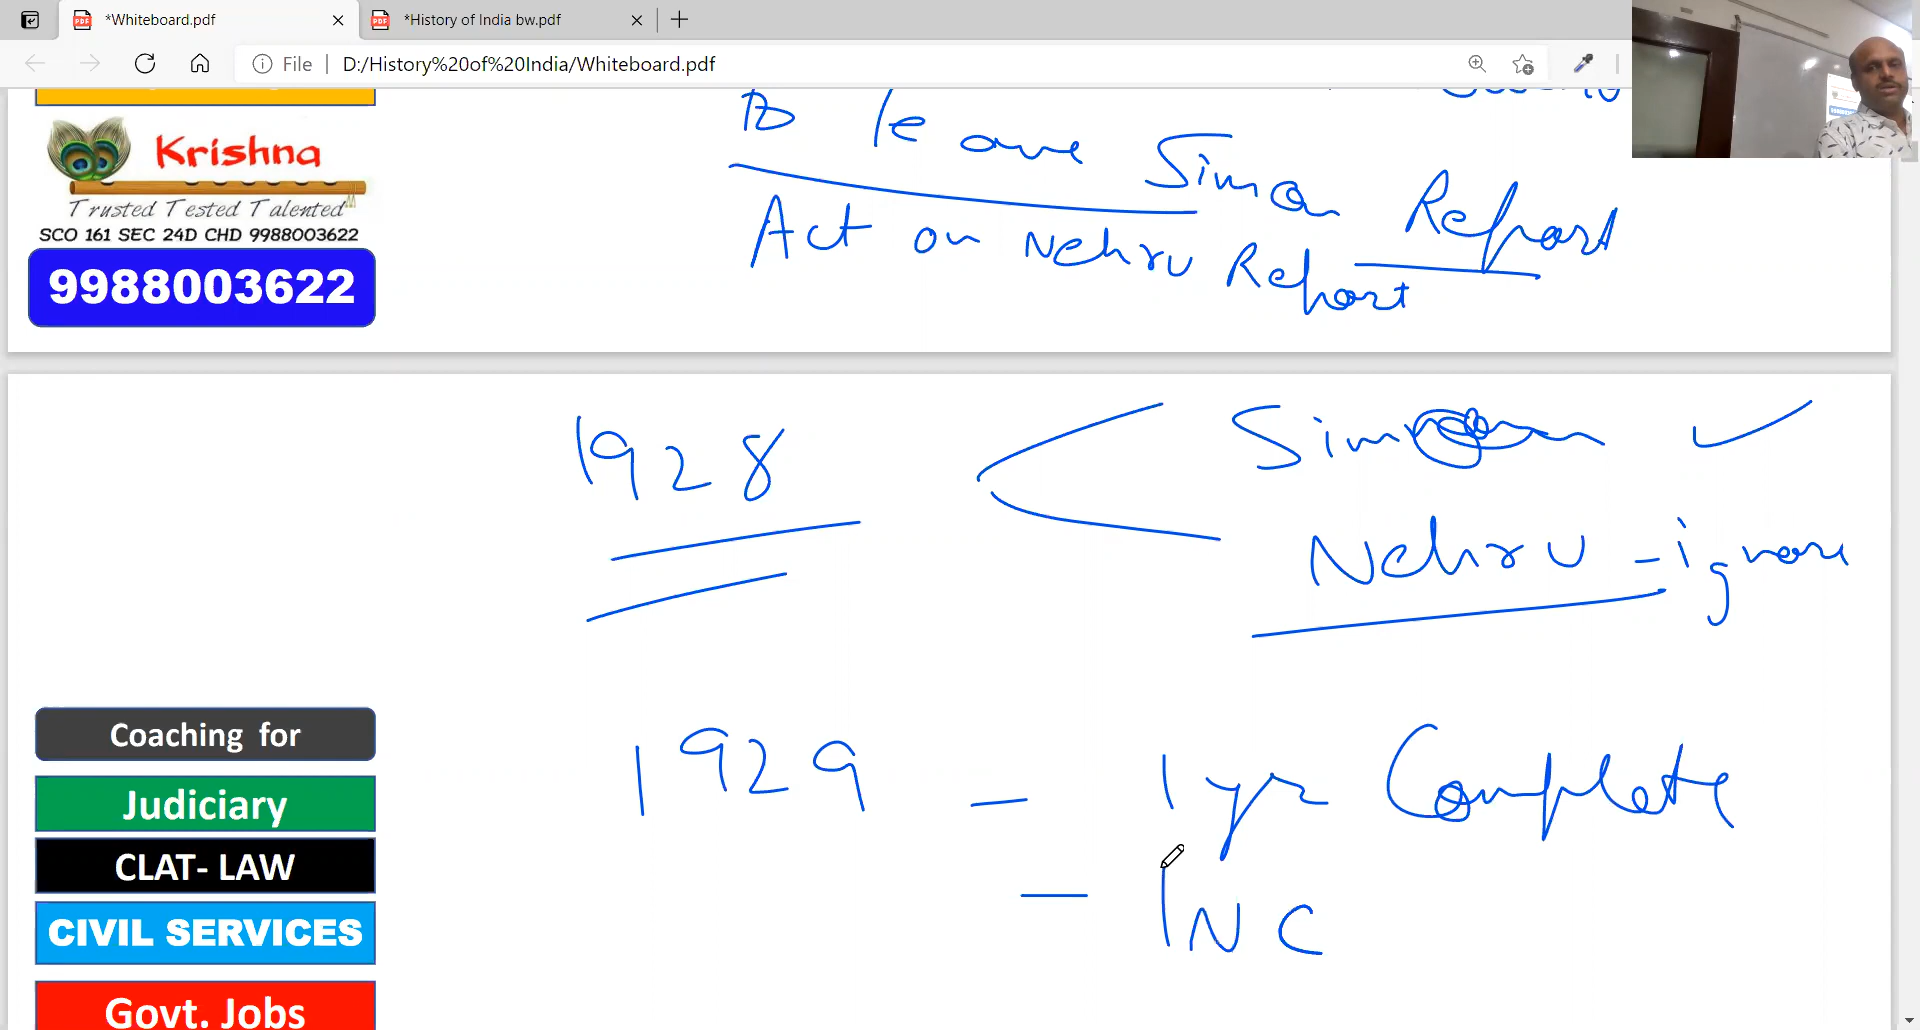 *Whiteboard.pdf
*History of India bw.pdf
File
D:/History%20of%20India/Whiteboard.pdf
to leave Simon Report
Act on Nehru Report
Krishna
Trusted Tested Talented
SCO 161 SEC 24D CHD 9988003622
9988003622
1928
Simon ✓
Nehru - ignore
1929 - 1 yr Complete
- INC
Coaching for
Judiciary
CLAT- LAW
CIVIL SERVICES
Govt. Jobs